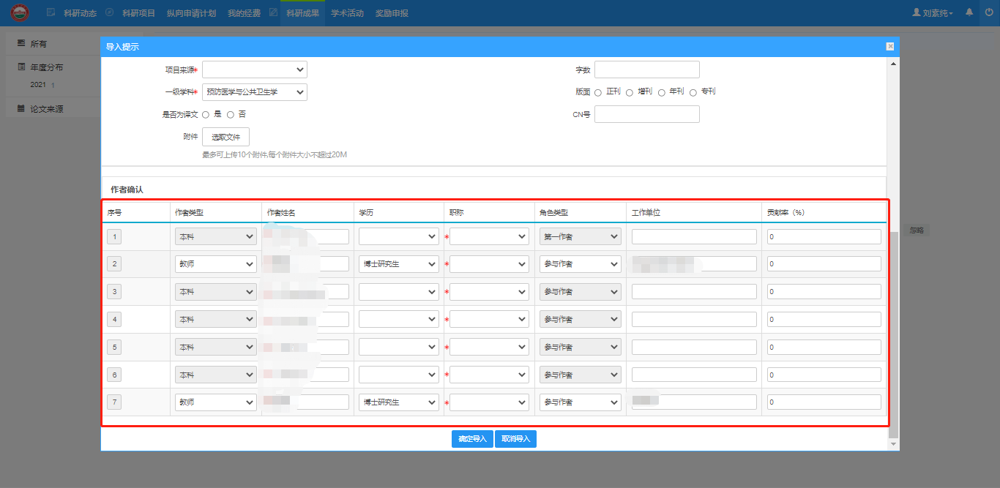 科研动态 科研项目 纵向申请计划 我的经费 科研成果 学术活动 奖励申报 刘素纯
所有
导入提示
年度分布
2021 1
论文来源
项目来源* 字数
一级学科* 预防医学与公共卫生学 版面 正刊 增刊 年刊 专刊
是否为译文 是 否 CN号
附件 选取文件
最多可上传10个附件,每个附件大小不超过20M
作者确认
序号 作者类型 作者姓名 学历 职称 角色类型 工作单位 贡献率（%）
1 本科 * 第一作者 0
忽略
2 教师 博士研究生 * 参与作者 0
3 本科 * 参与作者 0
4 本科 * 参与作者 0
5 本科 * 参与作者 0
6 本科 * 参与作者 0
7 教师 博士研究生 * 参与作者 0
确定导入 取消导入